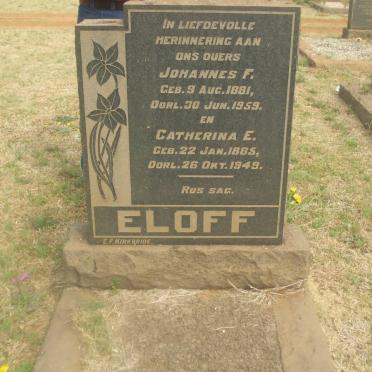 IN LIEFDEVOLLE
HERINNERING AAN
ONS OUERS
JOHANNES F.
GEB. 9 AUG. 1881,
OORL. 30 JUN. 1959.
EN
CATHERINA E.
GEB. 22 JAN. 1885,
OORL. 26 OKT. 1949.
RUS SAG.
ELOFF
E.F. KIRKBRIDE.